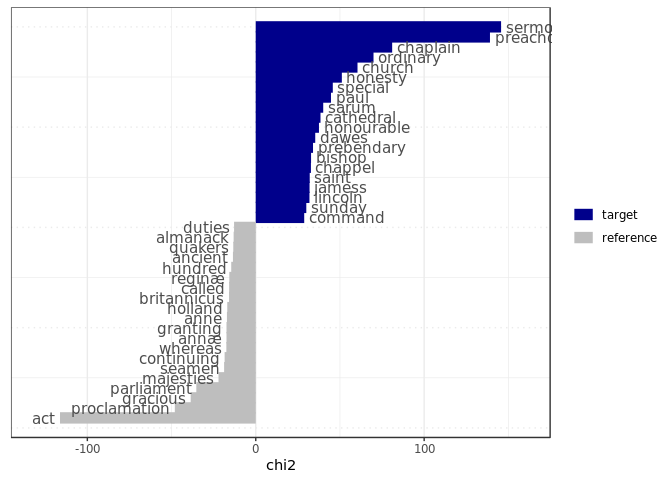 sermo
preach
chaplain
ordinary
church
honesty
special
paul
sarum
cathedral
honourable
dawes
prebendary
bishop
chappel
saint
jamess
lincoln
sunday
command
target
reference
duties
almanack
quakers
ancient
hundred
reginæ
called
britannicus
holland
anne
granting
annæ
whereas
continuing
seamen
majesties
parliament
gracious
proclamation
act
-100 0 100
chi2